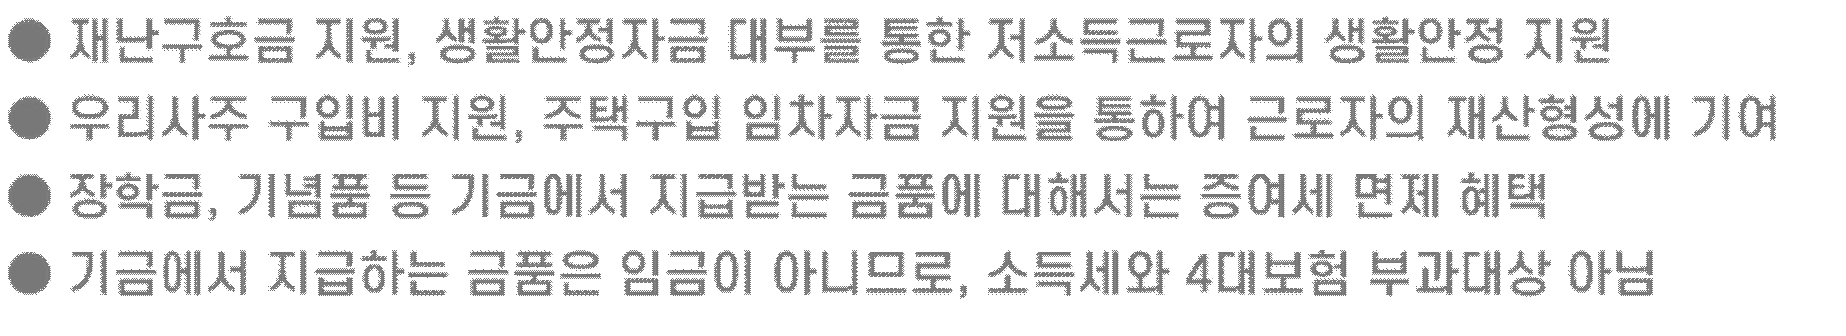 ● 재난구호금 지원, 생활안정자금 대부를 통한 저소득근로자의 생활안정 지원
● 우리사주 구입비 지원, 주택구입 임차자금 지원을 통하여 근로자의 재산형성에 기여
● 장학금, 기념품 등 기금에서 지급받는 금품에 대해서는 증여세 면제 혜택
● 기금에서 지급하는 금품은 임금이 아니므로, 소득세와 4대보험 부과대상 아님